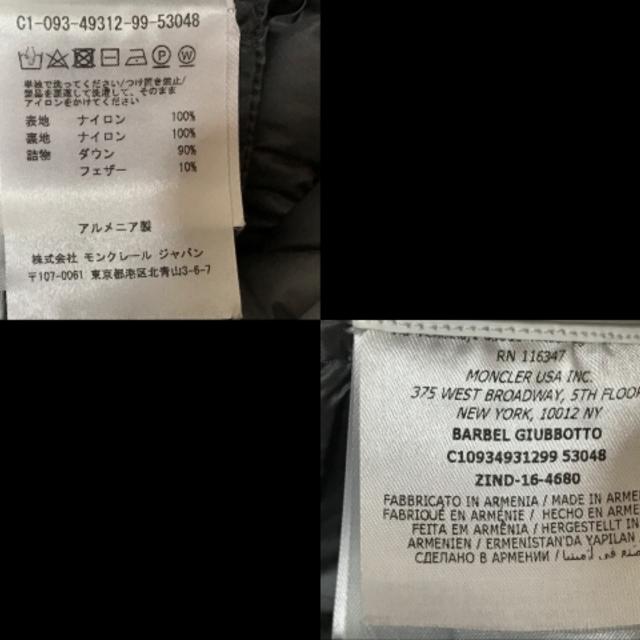 C1-093-49312-99-53048
単独で洗ってください/つけ置き禁止/
部品を裏返して洗濯して、そのまま
アイロンをかけてください
表地 ナイロン 100%
裏地 ナイロン 100%
詰物 ダウン 90%
フェザー 10%
アルメニア製
株式会社 モンクレール ジャパン
〒107-0061 東京都港区北青山3-6-7
RN 116347
MONCLER USA INC.
375 WEST BROADWAY, 5TH FLOOR
NEW YORK, 10012 NY
BARBEL GIUBBOTTO
C10934931299 53048
ZIND-16-4680
FABBRICATO IN ARMENIA / MADE IN ARME
FABRIQUÉ EN ARMÉNIE / HECHO EN ARME
FEITA EM ARMÊNIA / HERGESTELLT IN
ARMENIEN / ERMENISTAN'DA YAPILAN
СДЕЛАНО В АРМЕНИИ /